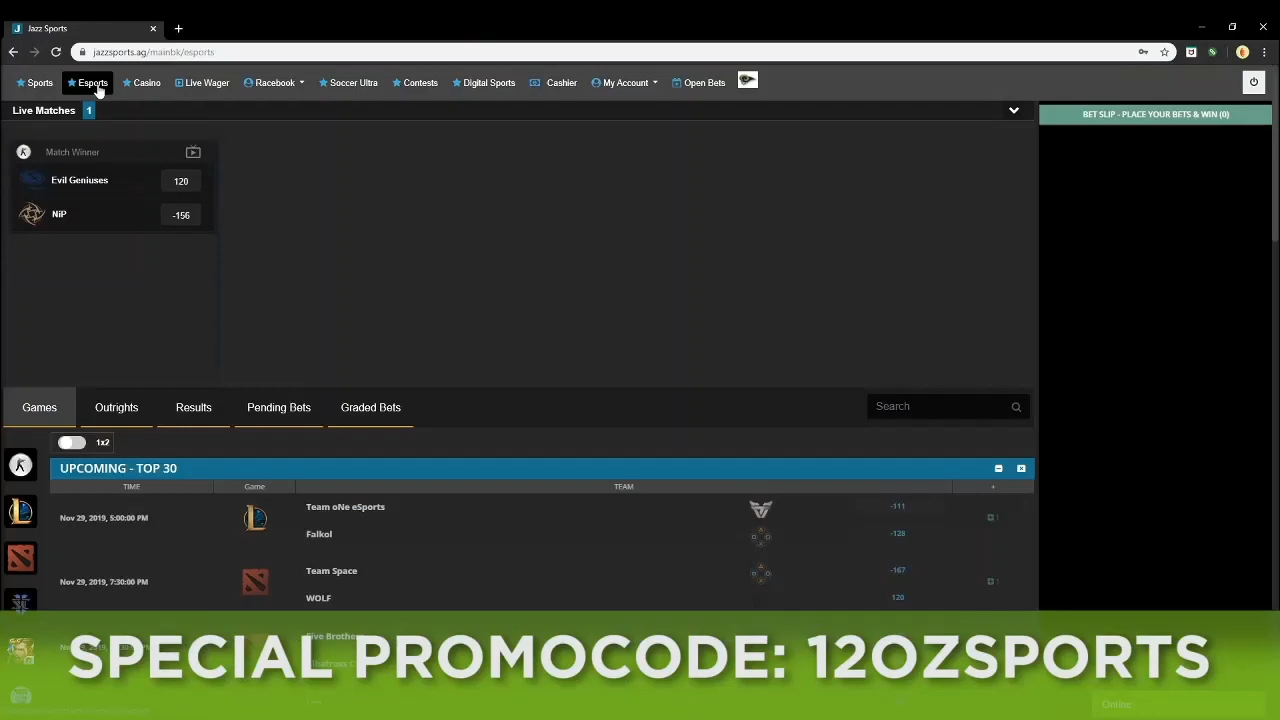 Jazz Sports
jazzsports.ag/mainbk/esports
Sports
Esports
Casino
Live Wager
Racebook
Soccer Ultra
Contests
Digital Sports
Cashier
My Account
Open Bets
Live Matches 1
BET SLIP - PLACE YOUR BETS & WIN (0)
Match Winner
Evil Geniuses 120
NiP -156
Games
Outrights
Results
Pending Bets
Graded Bets
Search
1x2
UPCOMING - TOP 30
TIME Game TEAM +
Nov 29, 2019, 5:00:00 PM
Team oNe eSports -111
Falkol -128
Nov 29, 2019, 7:30:00 PM
Team Space -167
WOLF 120
Five Brothe
SPECIAL PROMOCODE: 12OZSPORTS
Online